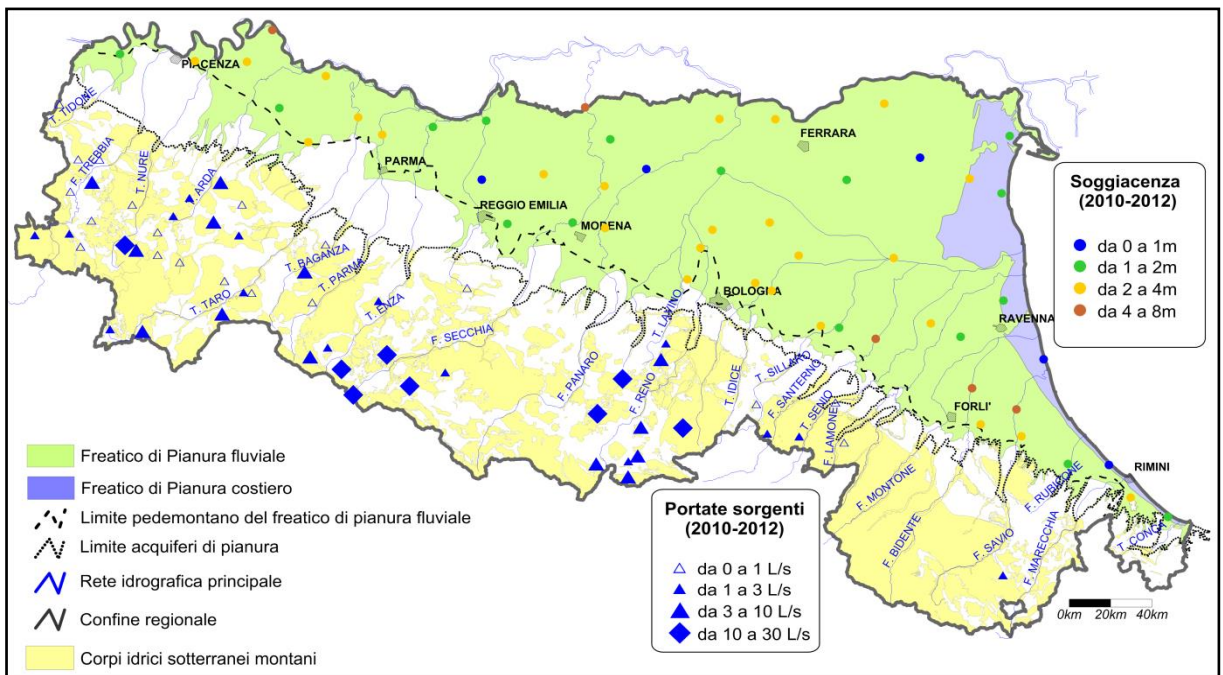 PIACENZA
T. TIDONE
F. TREBBIA
T. NURE
T. ARDA
PARMA
FERRARA
REGGIO EMILIA
MODENA
T. BAGANZA
T. PARMA
T. TARO
T. ENZA
F. SECCHIA
F. PANARO
F. RENO
T. LAVINO
BOLOGNA
T. IDICE
T. SILLARO
F. SANTERNO
T. SENIO
F. LAMONE
RAVENNA
FORLI'
F. MONTONE
F. BIDENTE
F. SAVIO
F. RUBICONE
F. MARECCHIA
RIMINI
T. CONCA
Soggiacenza
(2010-2012)
da 0 a 1m
da 1 a 2m
da 2 a 4m
da 4 a 8m
Freatico di Pianura fluviale
Freatico di Pianura costiero
Limite pedemontano del freatico di pianura fluviale
Limite acquiferi di pianura
Rete idrografica principale
Confine regionale
Corpi idrici sotterranei montani
Portate sorgenti
(2010-2012)
da 0 a 1 L/s
da 1 a 3 L/s
da 3 a 10 L/s
da 10 a 30 L/s
0km 20km 40km